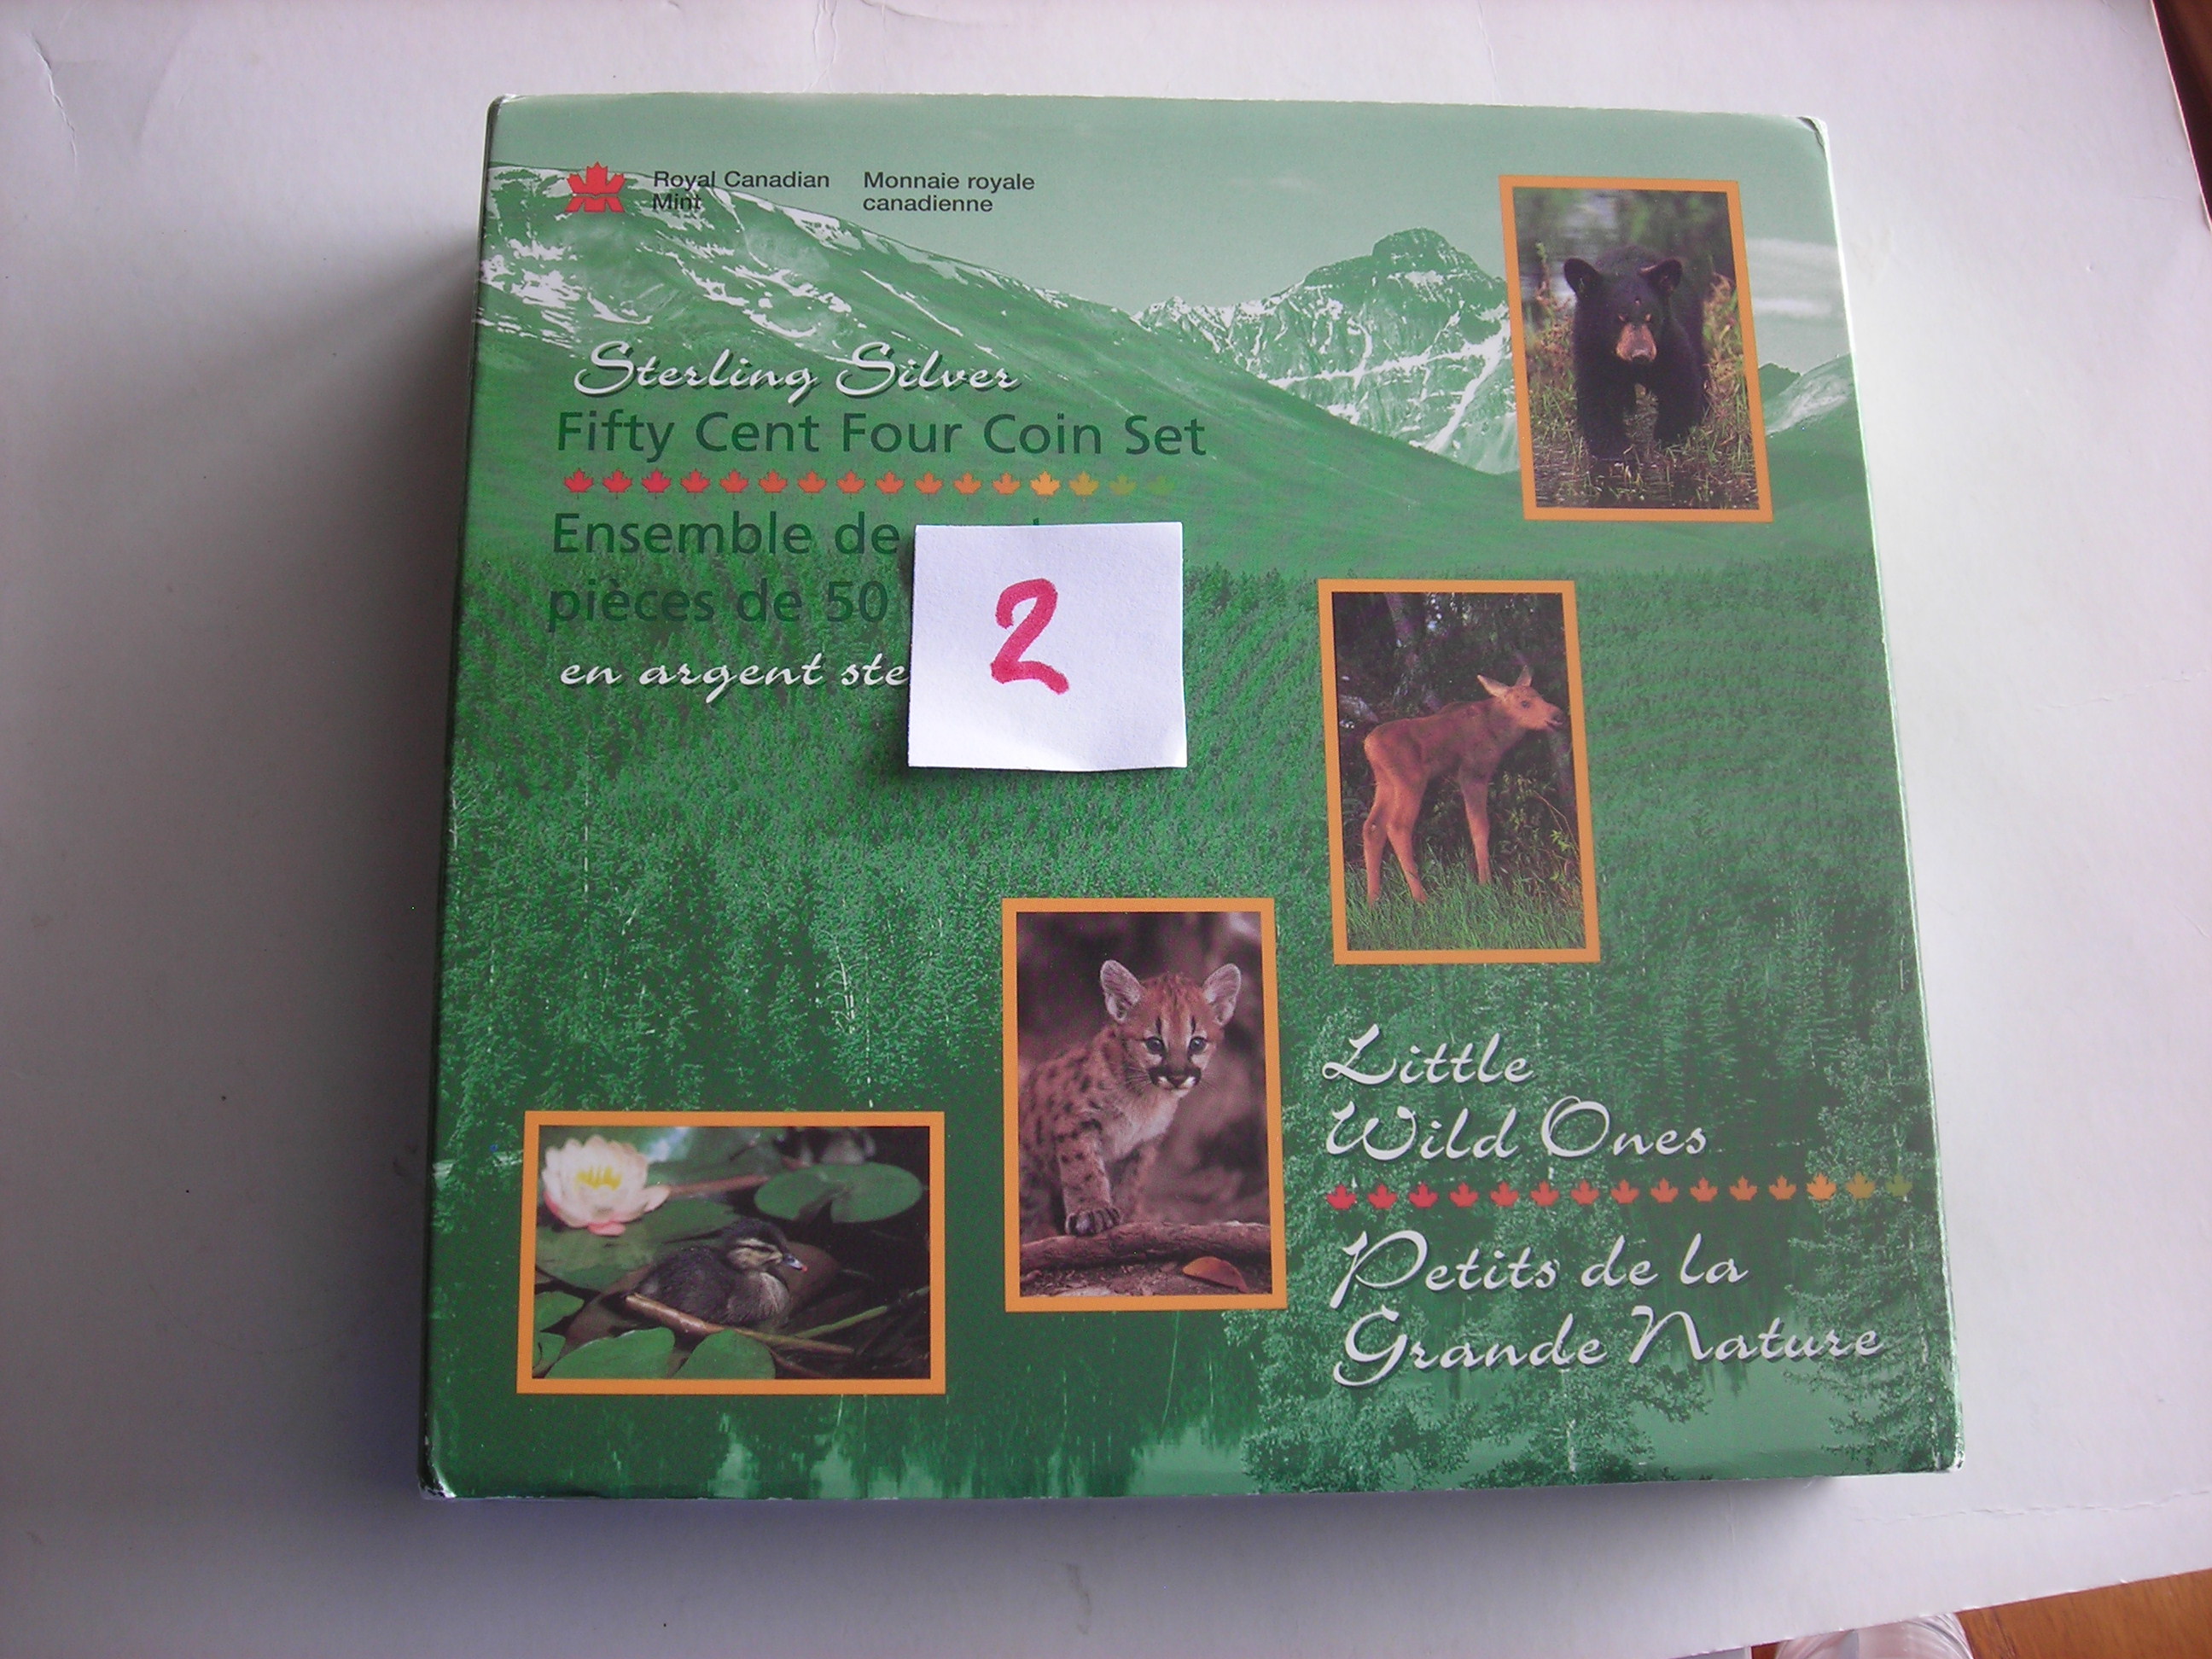 Royal Canadian
Mint
Monnaie royale
canadienne
Sterling Silver
Fifty Cent Four Coin Set
Ensemble de
pièces de 50
en argent ste
2
Little
Wild Ones
Petits de la
Grande Nature